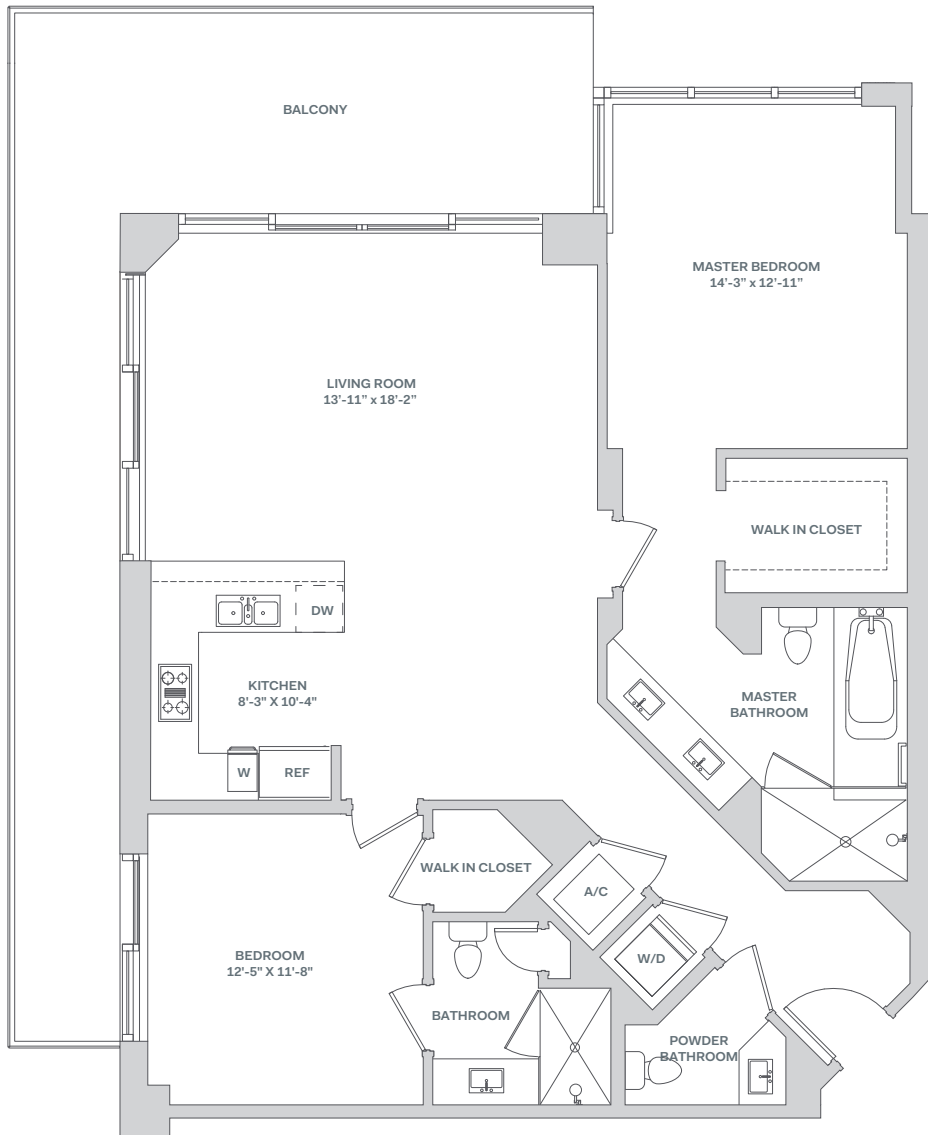 BALCONY
MASTER BEDROOM
14'-3” x 12'-11”
LIVING ROOM
13'-11” x 18'-2”
WALK IN CLOSET
DW
KITCHEN
8'-3" X 10'-4"
MASTER
BATHROOM
W
REF
WALK IN CLOSET
A/C
BEDROOM
12'-5" X 11'-8"
W/D
BATHROOM
POWDER
BATHROOM